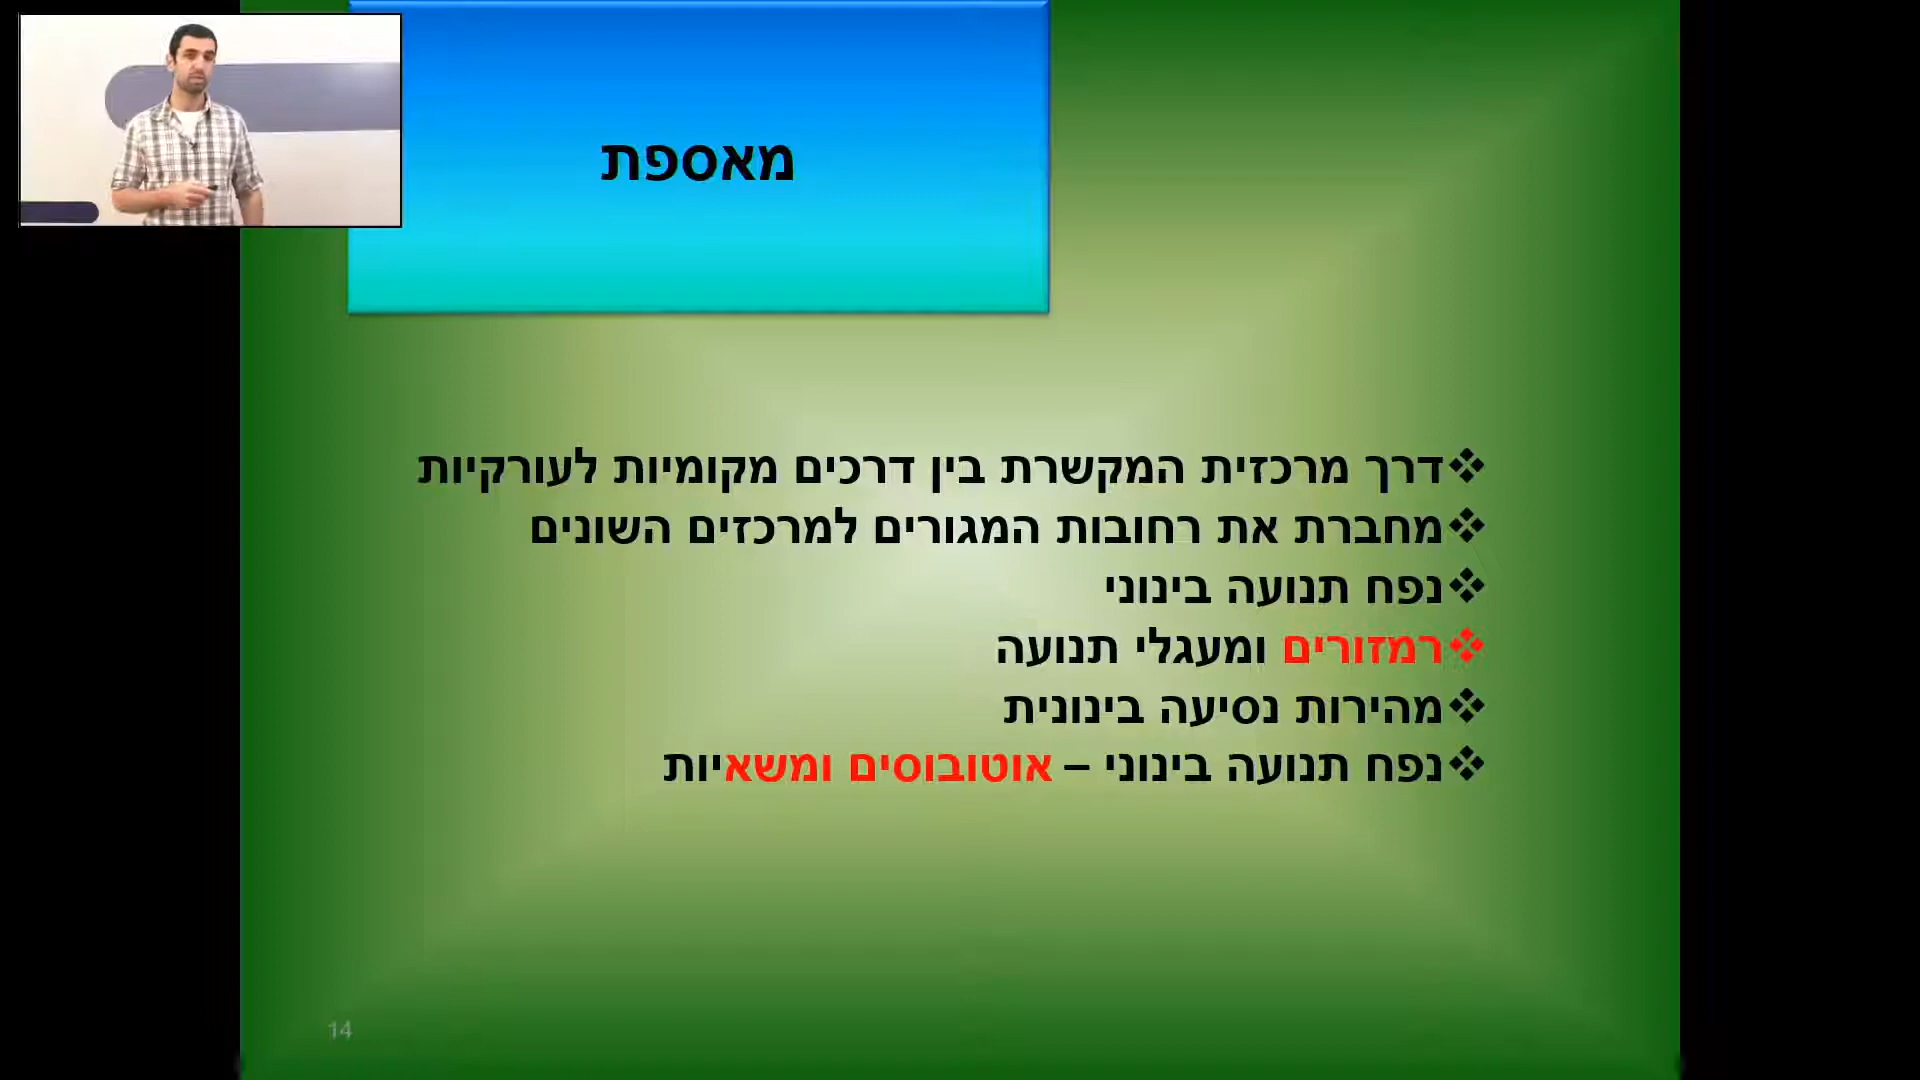 מאספת
❖דרך מרכזית המקשרת בין דרכים מקומיות לעורקיות
❖מחברת את רחובות המגורים למרכזים השונים
❖נפח תנועה בינוני
❖רמזורים ומעגלי תנועה
❖מהירות נסיעה בינונית
❖נפח תנועה בינוני – אוטובוסים ומשאיות
14